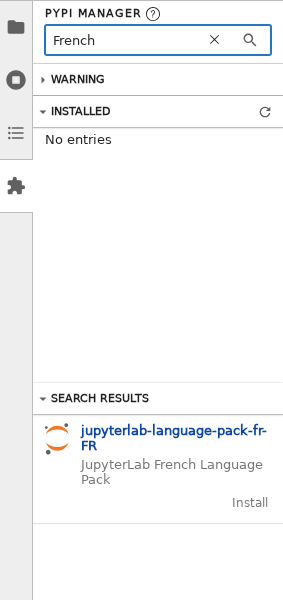 PYPI MANAGER
French
WARNING
INSTALLED
No entries
SEARCH RESULTS
jupyterlab-language-pack-fr-
FR
JupyterLab French Language
Pack
Install